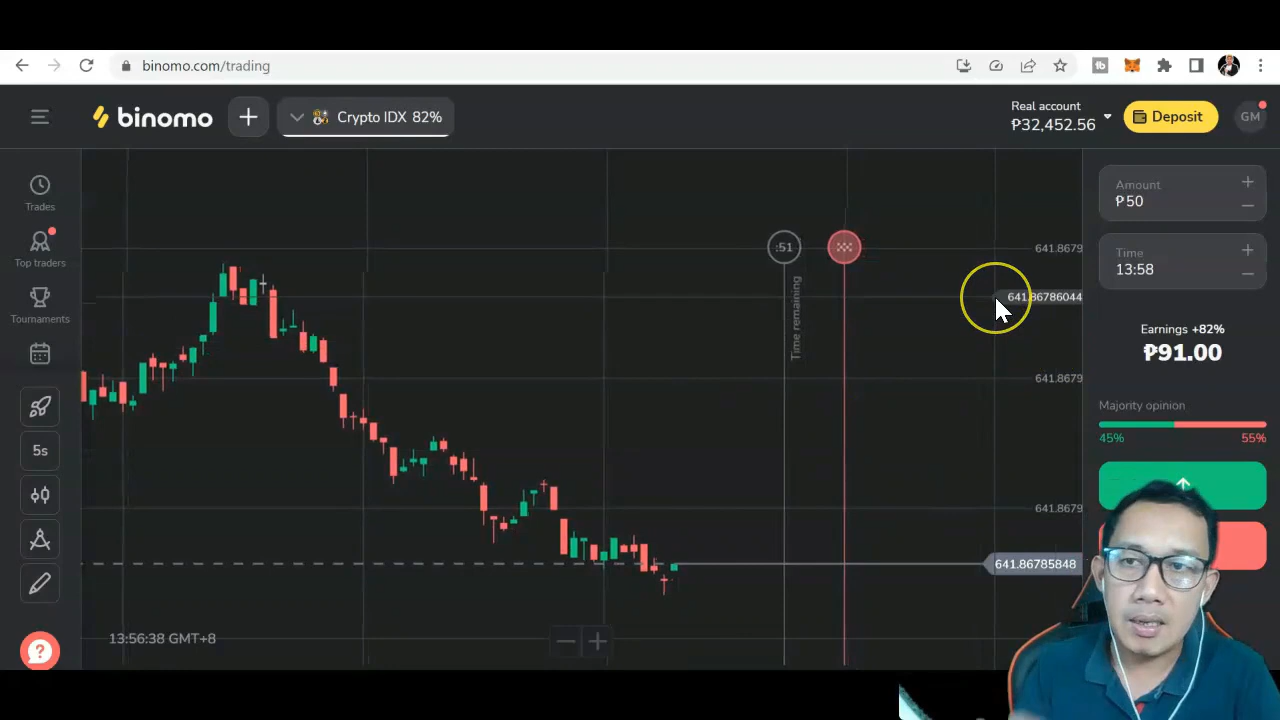 binomo.com/trading
binomo
+
Crypto IDX 82%
Real account
₱32,452.56
Deposit
GM
Trades
Top traders
Tournaments
5s
?
:51
Time remaining
641.8679
641.86786044
641.8679
641.8679
641.86785848
13:56:38 GMT+8
Amount
₱50
Time
13:58
Earnings +82%
₱91.00
Majority opinion
45% 55%